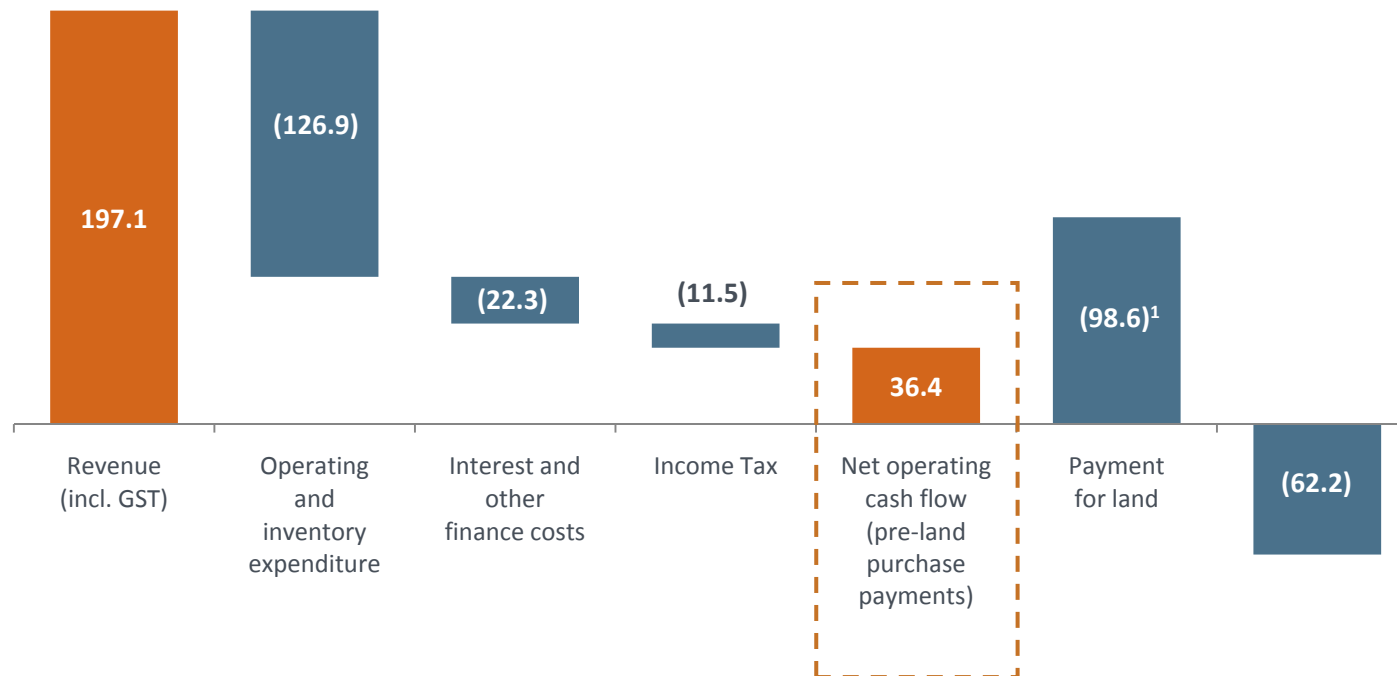 197.1
(126.9)
(22.3)
(11.5)
36.4
(98.6)¹
(62.2)
Revenue
(incl. GST)
Operating
and
inventory
expenditure
Interest and
other
finance costs
Income Tax
Net operating
cash flow
(pre-land
purchase
payments)
Payment
for land